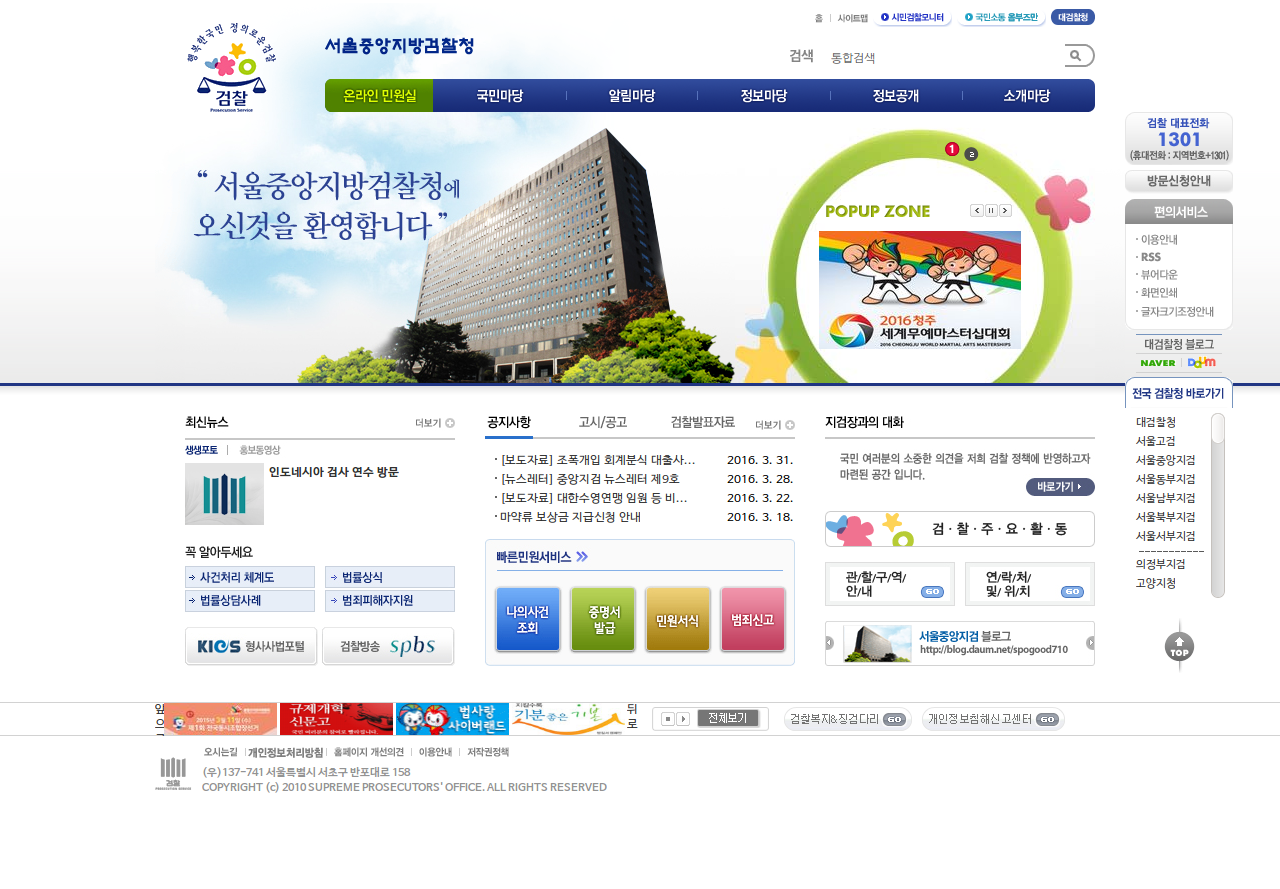 홈 | 사이트맵 시민검찰모니터 국민소통 옴부즈만 대검찰청
행복한국민 정의로운검찰
검찰
Prosecution Service
서울중앙지방검찰청
검색 통합검색
온라인 민원실 국민마당 알림마당 정보마당 정보공개 소개마당
검찰 대표전화
1301
(휴대전화 : 지역번호+1301)
방문신청안내
편의서비스
· 이용안내
· RSS
· 뷰어다운
· 화면인쇄
· 글자크기조정안내
대검찰청 블로그
NAVER | Daum
전국 검찰청 바로가기
대검찰청
서울고검
서울중앙지검
서울동부지검
서울남부지검
서울북부지검
서울서부지검
------------
의정부지검
고양지청
TOP
“ 서울중앙지방검찰청에
오신것을 환영합니다 ”
1 2
POPUP ZONE
2016 청주
세계무예마스터십대회
2016 CHEONGJU WORLD MARTIAL ARTS MASTERSHIPS
최신뉴스 더보기
생생포토 | 홍보동영상
인도네시아 검사 연수 방문
꼭 알아두세요
사건처리 체계도 법률상식
법률상담사례 범죄피해자지원
KICS 형사사법포털 검찰방송 spbs
공지사항 고시/공고 검찰발표자료 더보기
· [보도자료] 조폭개입 회계분식 대출사... 2016. 3. 31.
· [뉴스레터] 중앙지검 뉴스레터 제9호 2016. 3. 28.
· [보도자료] 대한수영연맹 임원 등 비... 2016. 3. 22.
· 마약류 보상금 지급신청 안내 2016. 3. 18.
빠른민원서비스
나의사건
조회
증명서
발급
민원서식
범죄신고
지검장과의 대화
국민 여러분의 소중한 의견을 저희 검찰 정책에 반영하고자
마련된 공간 입니다.
바로가기
검 · 찰 · 주 · 요 · 활 · 동
관/할/구/역/
안/내 GO
연/락/처/
및/ 위/치 GO
서울중앙지검 블로그
http://blog.daum.net/spogood710
앞
으
2015년 3월 11일 (수)
제1회 전국동시조합장선거
규제개혁
신문고
법사랑
사이버랜드
기분좋은 기본
뒤
로
전체보기
검찰복지&징검다리 GO
개인정보침해신고센터 GO
오시는길 | 개인정보처리방침 | 홈페이지 개선의견 | 이용안내 | 저작권정책
검찰
PROSECUTION SERVICE
(우)137-741 서울특별시 서초구 반포대로 158
COPYRIGHT (c) 2010 SUPREME PROSECUTORS' OFFICE. ALL RIGHTS RESERVED